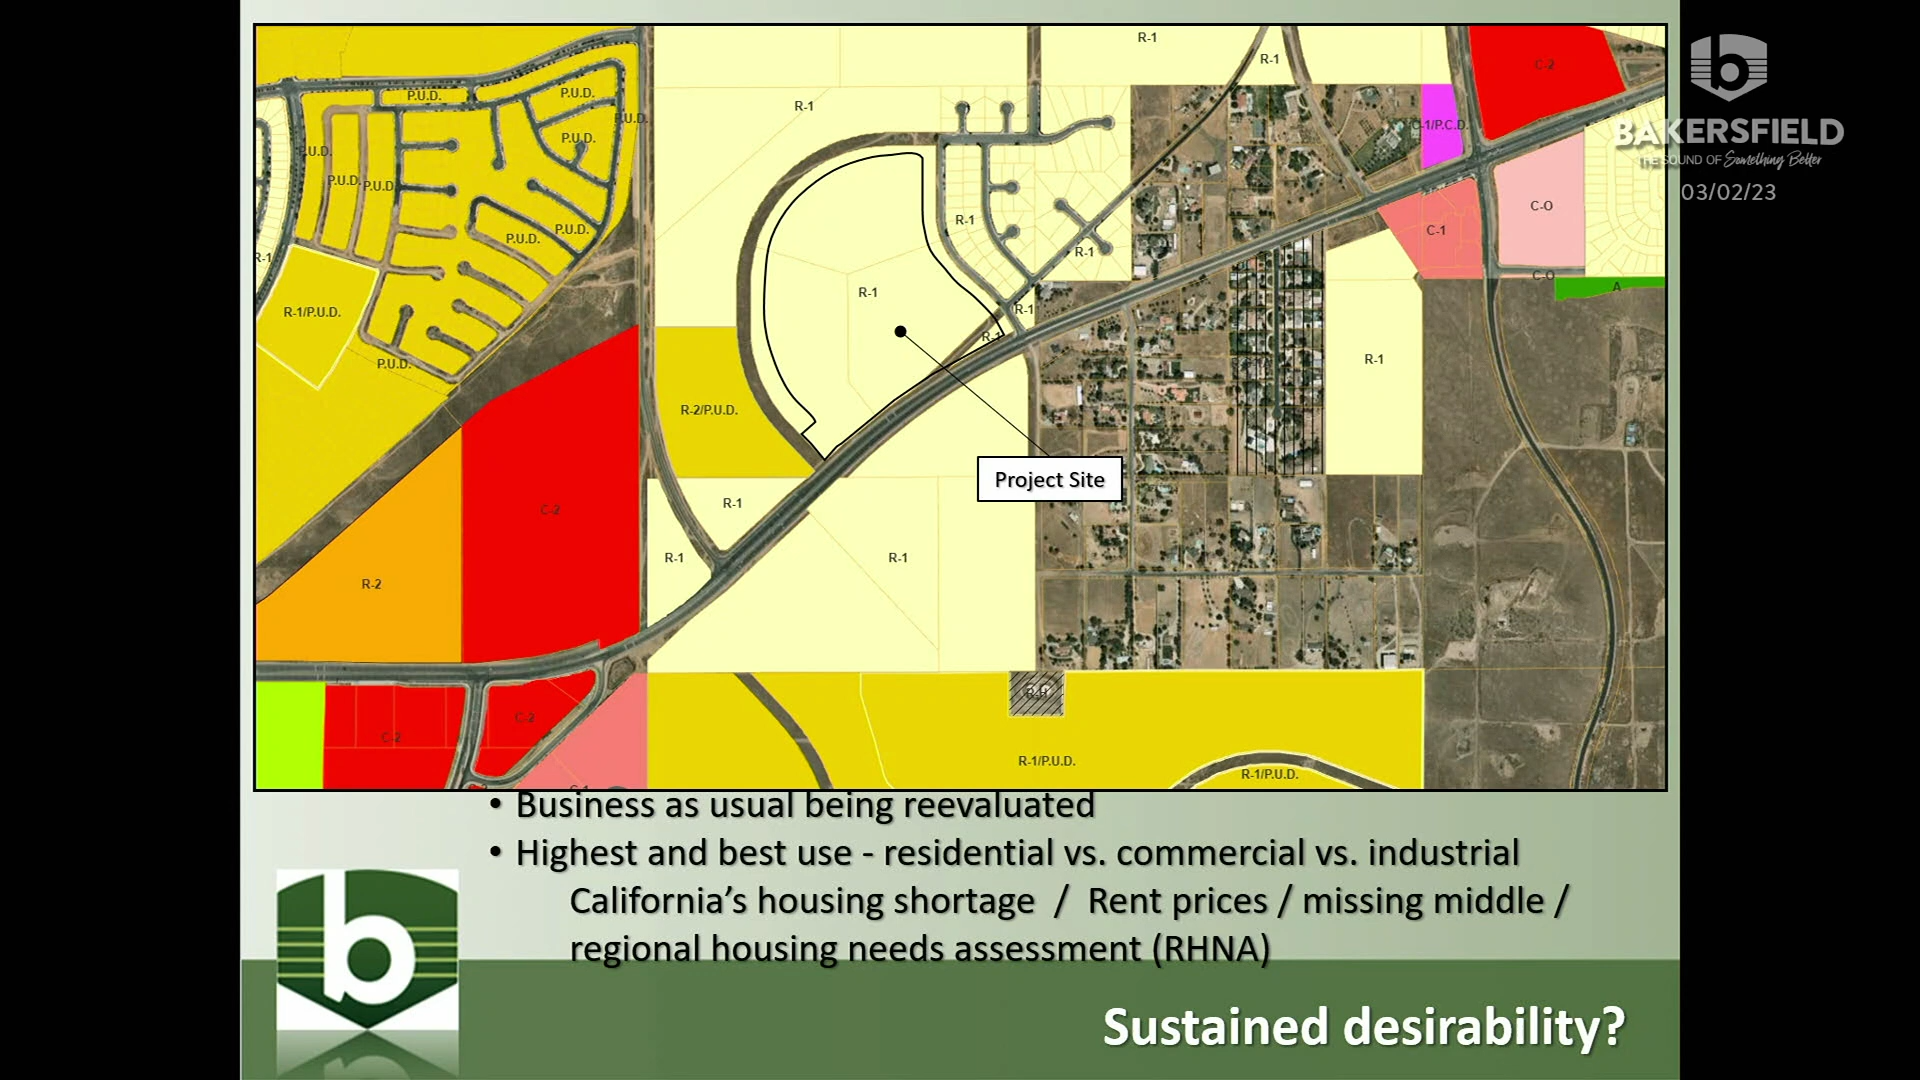 R-1
R-1
C-2
P.U.D.
P.U.D.
R-1
P.U.D.
C-1/P.C.D.
BAKERSFIELD
P.U.D.
P.U.D.
THE SOUND OF Something Better
P.U.D.
P.U.D.
03/02/23
C-O
R-1
P.U.D.
P.U.D.
C-1
R-1
R-1
C-O
A
R-1
R-1/P.U.D.
R-1
R-1
P.U.D.
R-1
R-2/P.U.D.
Project Site
R-1
C-2
R-1
R-1
R-2
R-1/P.U.D.
C-2
C-2
R-1/P.U.D.
C-1
• Business as usual being reevaluated
• Highest and best use - residential vs. commercial vs. industrial
California’s housing shortage / Rent prices / missing middle /
regional housing needs assessment (RHNA)
b
Sustained desirability?